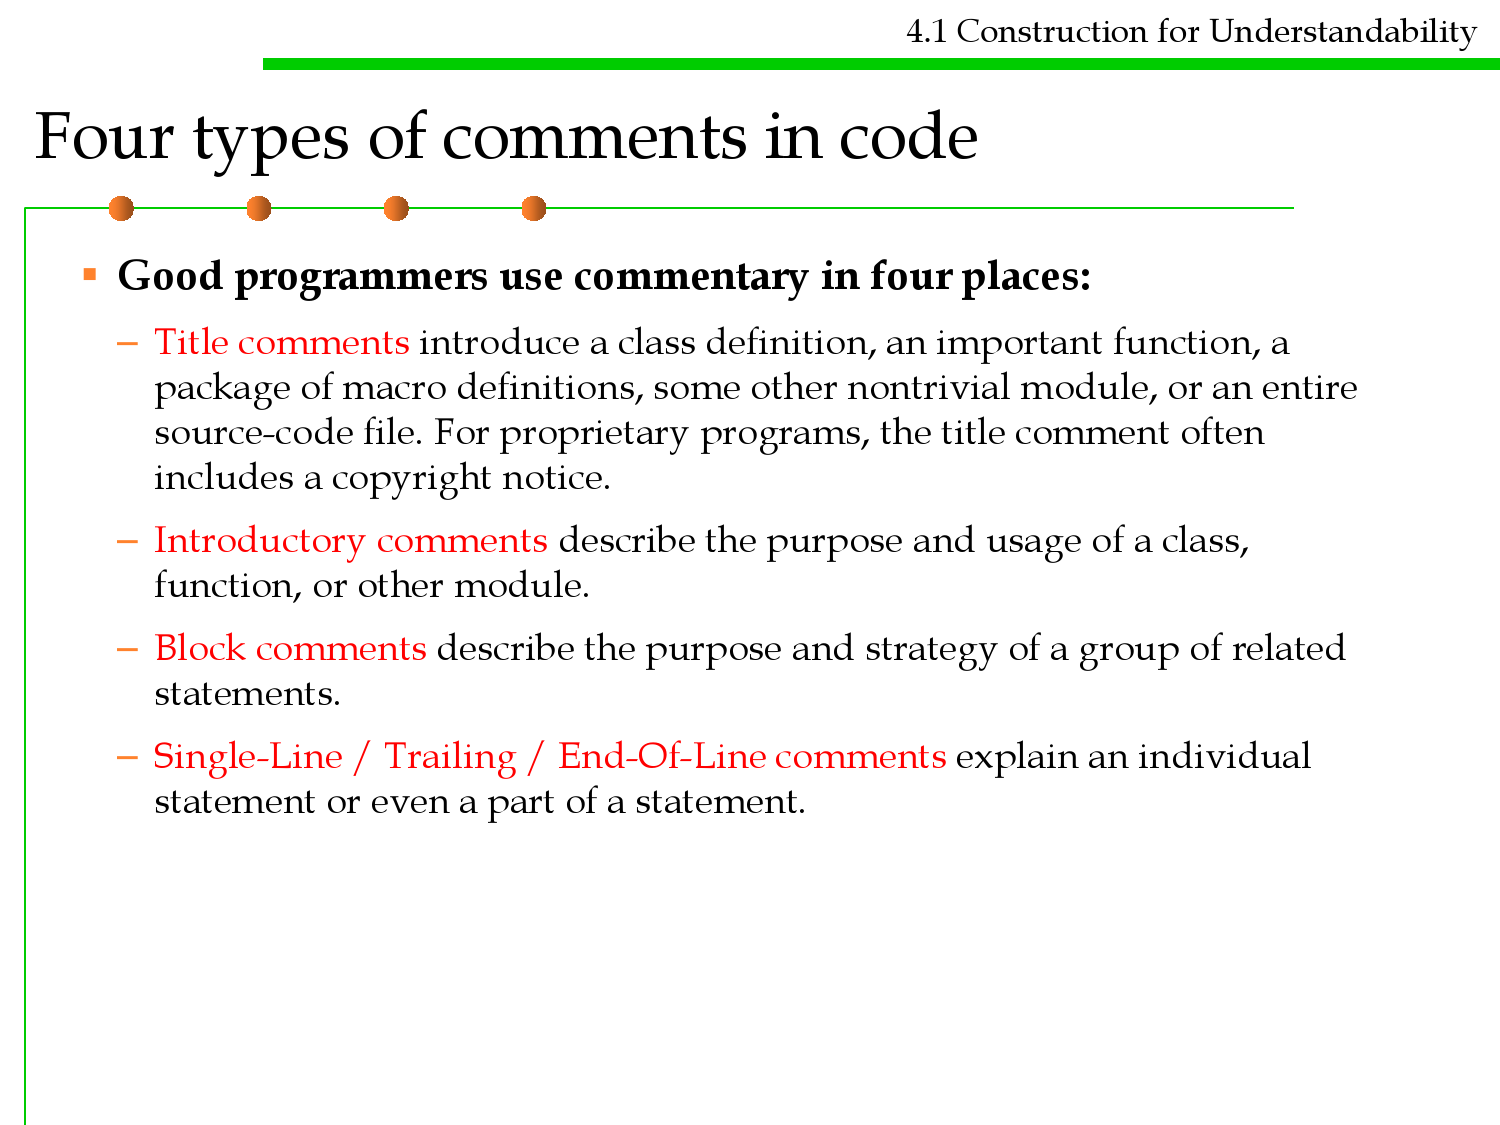 4.1 Construction for Understandability
Four types of comments in code
▪ Good programmers use commentary in four places:
– Title comments introduce a class definition, an important function, a
package of macro definitions, some other nontrivial module, or an entire
source-code file. For proprietary programs, the title comment often
includes a copyright notice.
– Introductory comments describe the purpose and usage of a class,
function, or other module.
– Block comments describe the purpose and strategy of a group of related
statements.
– Single-Line / Trailing / End-Of-Line comments explain an individual
statement or even a part of a statement.